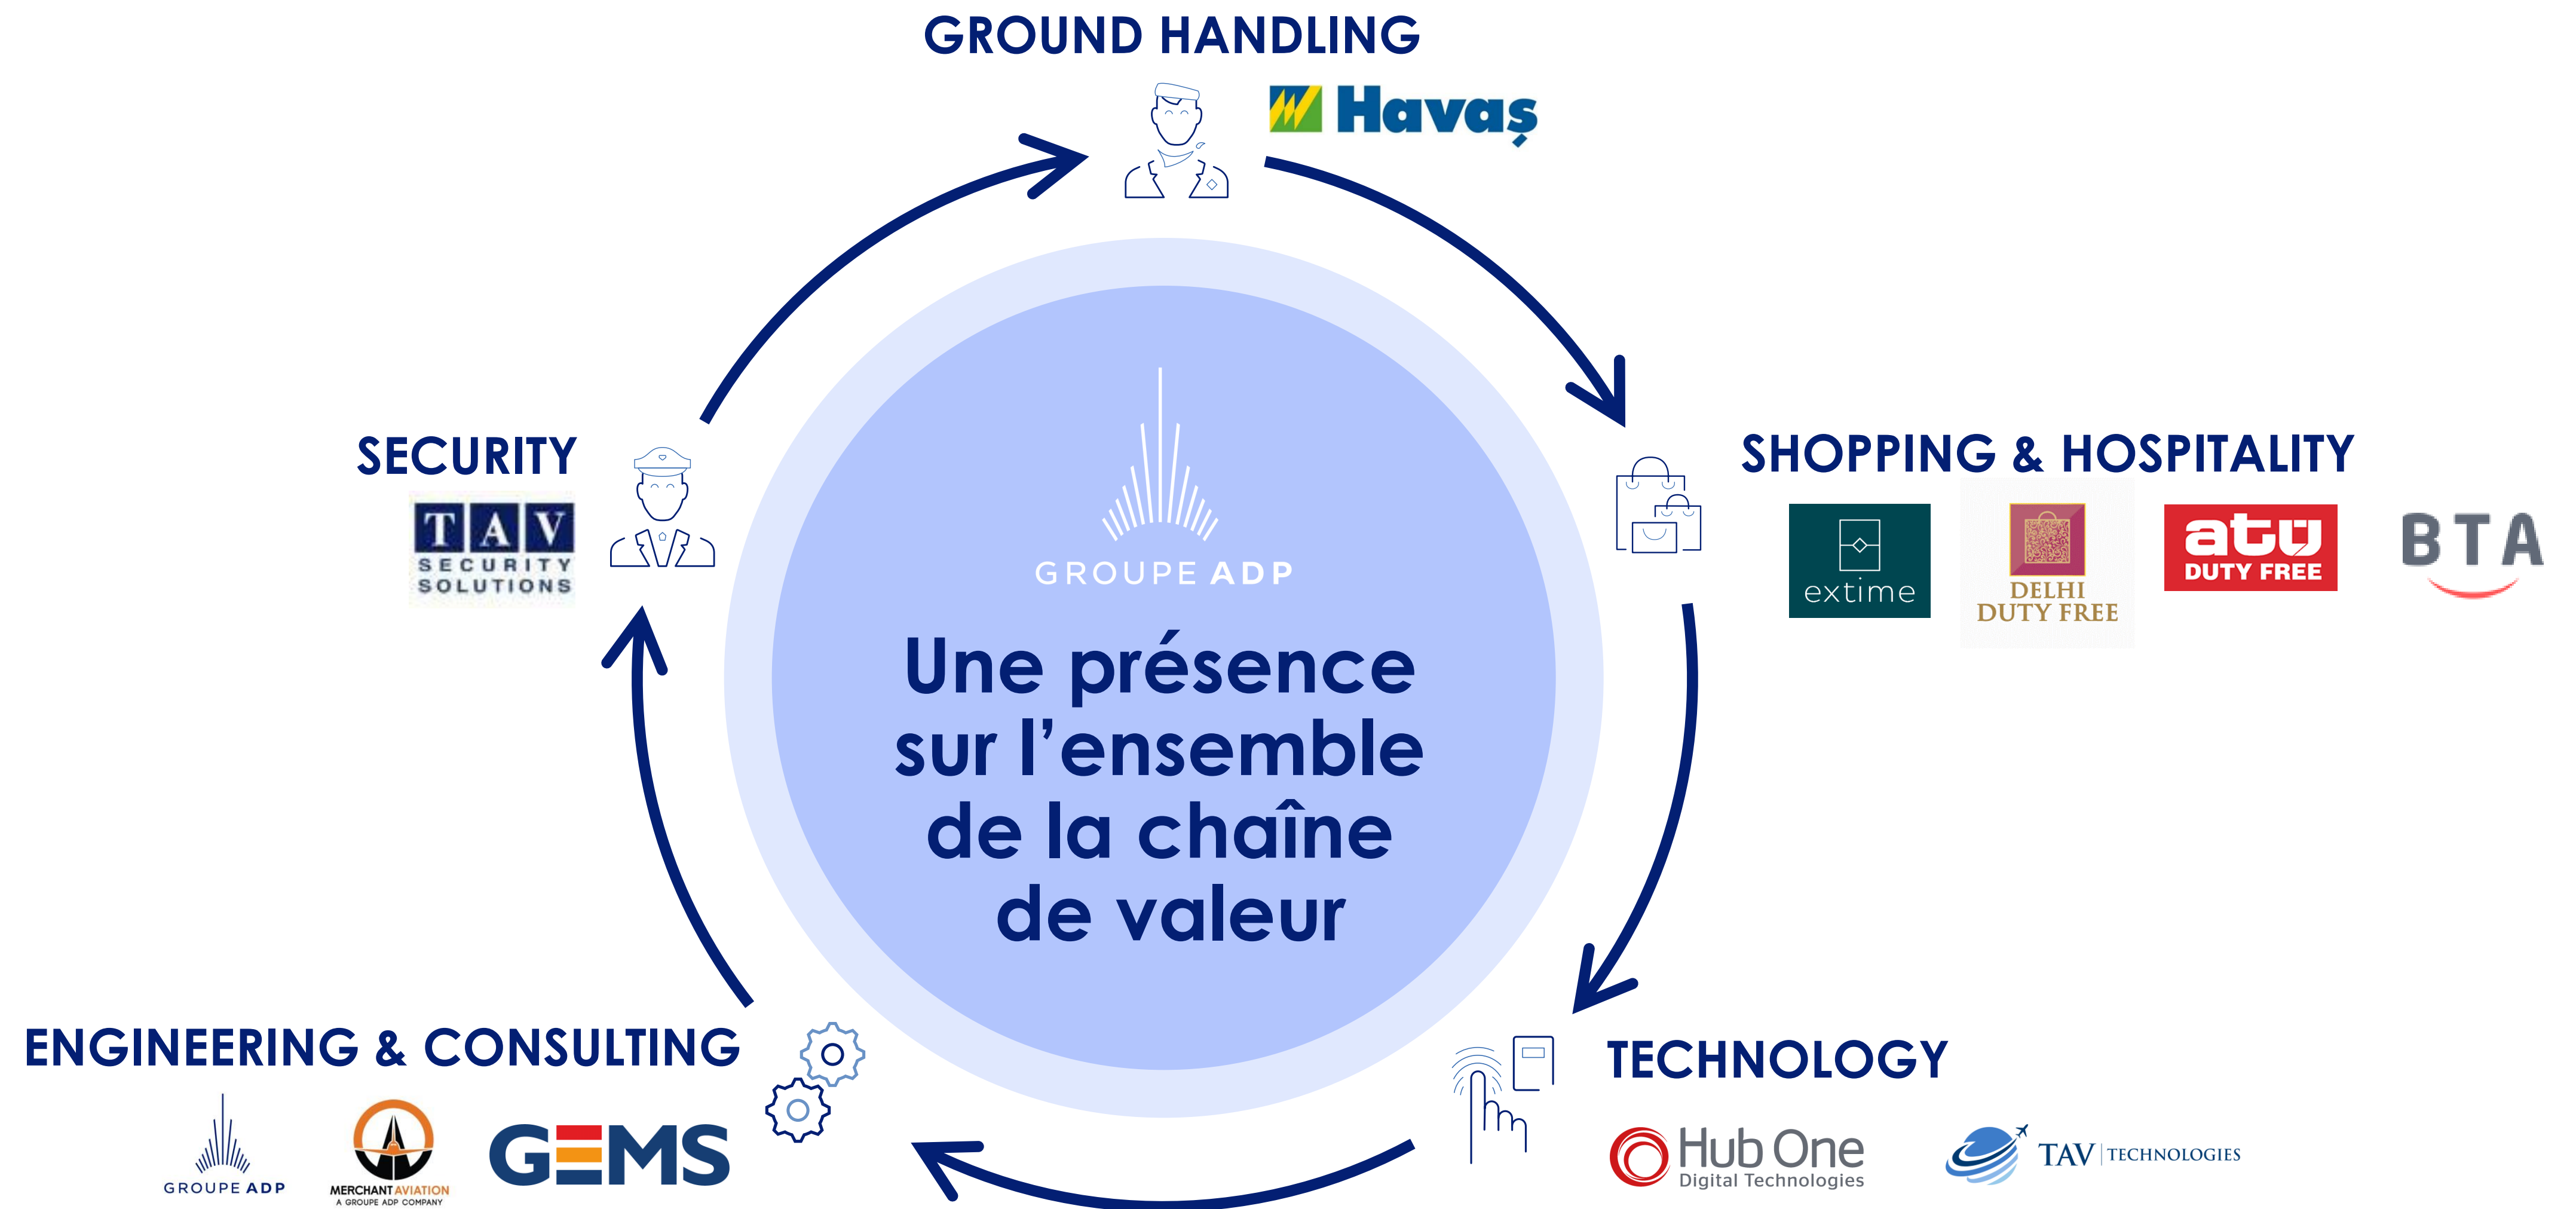 GROUND HANDLING
Havaş
SECURITY
TAV
SECURITY
SOLUTIONS
SHOPPING & HOSPITALITY
extime
DELHI
DUTY FREE
atü
DUTY FREE
BTA
GROUPE ADP
Une présence
sur l’ensemble
de la chaîne
de valeur
ENGINEERING & CONSULTING
GROUPE ADP
MERCHANT AVIATION
A GROUPE ADP COMPANY
GEMS
TECHNOLOGY
Hub One
Digital Technologies
TAV TECHNOLOGIES